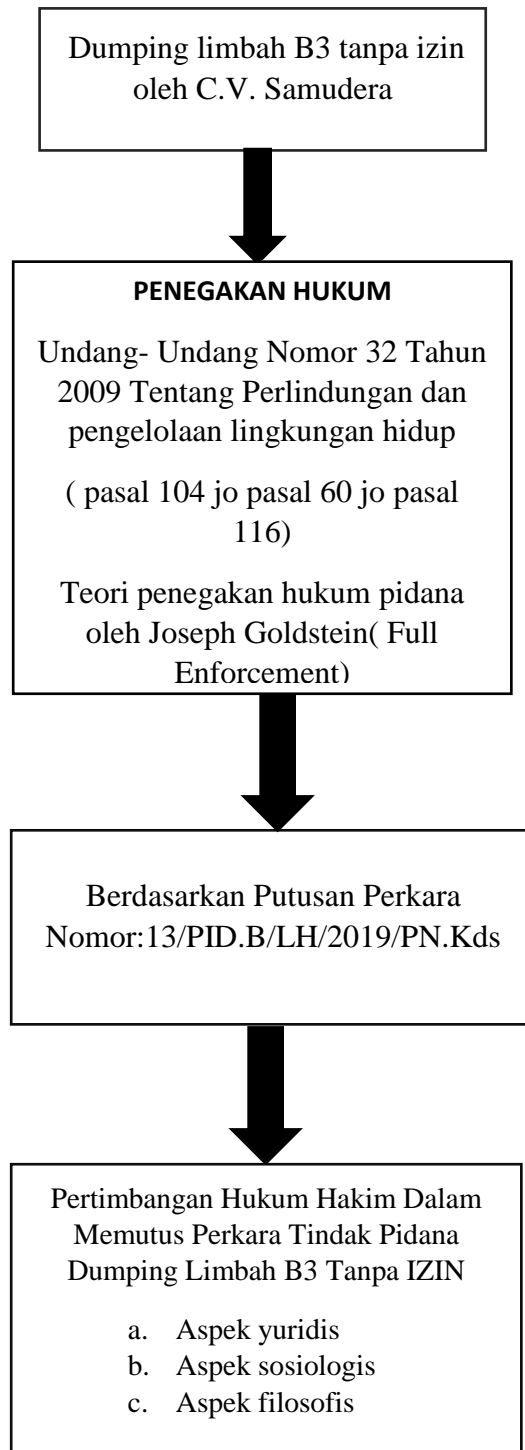 Dumping limbah B3 tanpa izin
oleh C.V. Samudera
PENEGAKAN HUKUM
Undang- Undang Nomor 32 Tahun
2009 Tentang Perlindungan dan
pengelolaan lingkungan hidup
( pasal 104 jo pasal 60 jo pasal
116)
Teori penegakan hukum pidana
oleh Joseph Goldstein( Full
Enforcement)
Berdasarkan Putusan Perkara
Nomor:13/PID.B/LH/2019/PN.Kds
Pertimbangan Hukum Hakim Dalam
Memutus Perkara Tindak Pidana
Dumping Limbah B3 Tanpa IZIN
a. Aspek yuridis
b. Aspek sosiologis
c. Aspek filosofis